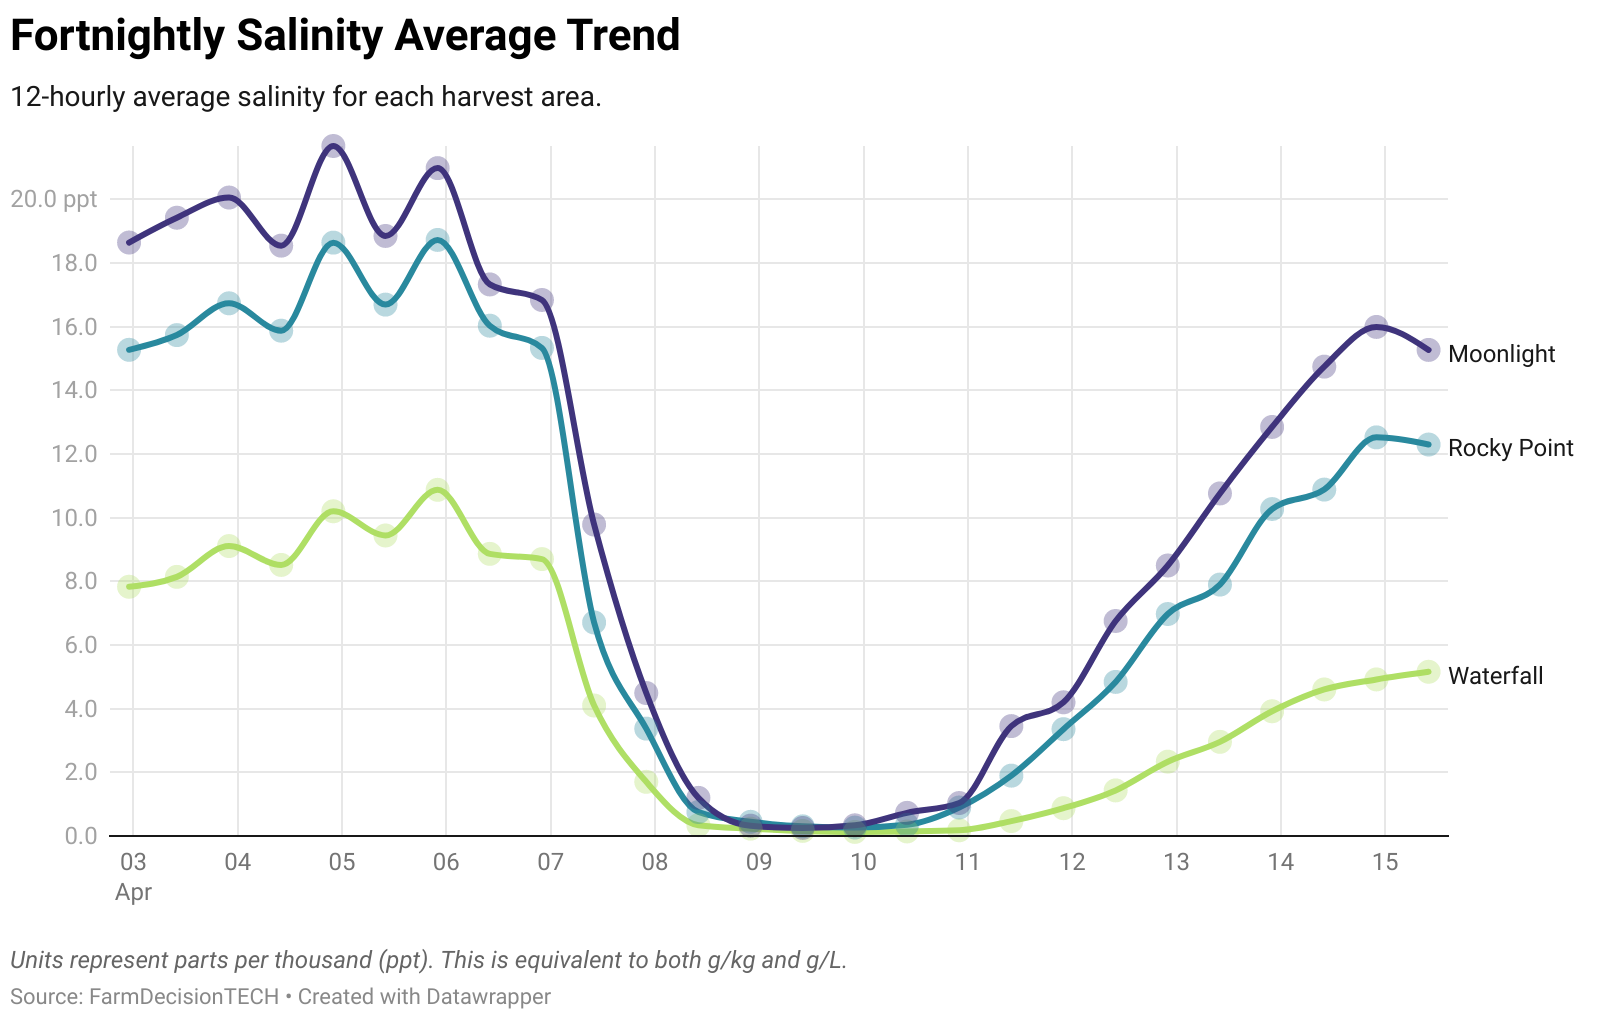 Fortnightly Salinity Average Trend
12-hourly average salinity for each harvest area.
20.0 ppt
18.0
16.0
14.0
12.0
10.0
8.0
6.0
4.0
2.0
0.0
Moonlight
Rocky Point
Waterfall
03 04 05 06 07 08 09 10 11 12 13 14 15
Apr
Units represent parts per thousand (ppt). This is equivalent to both g/kg and g/L.
Source: FarmDecisionTECH • Created with Datawrapper